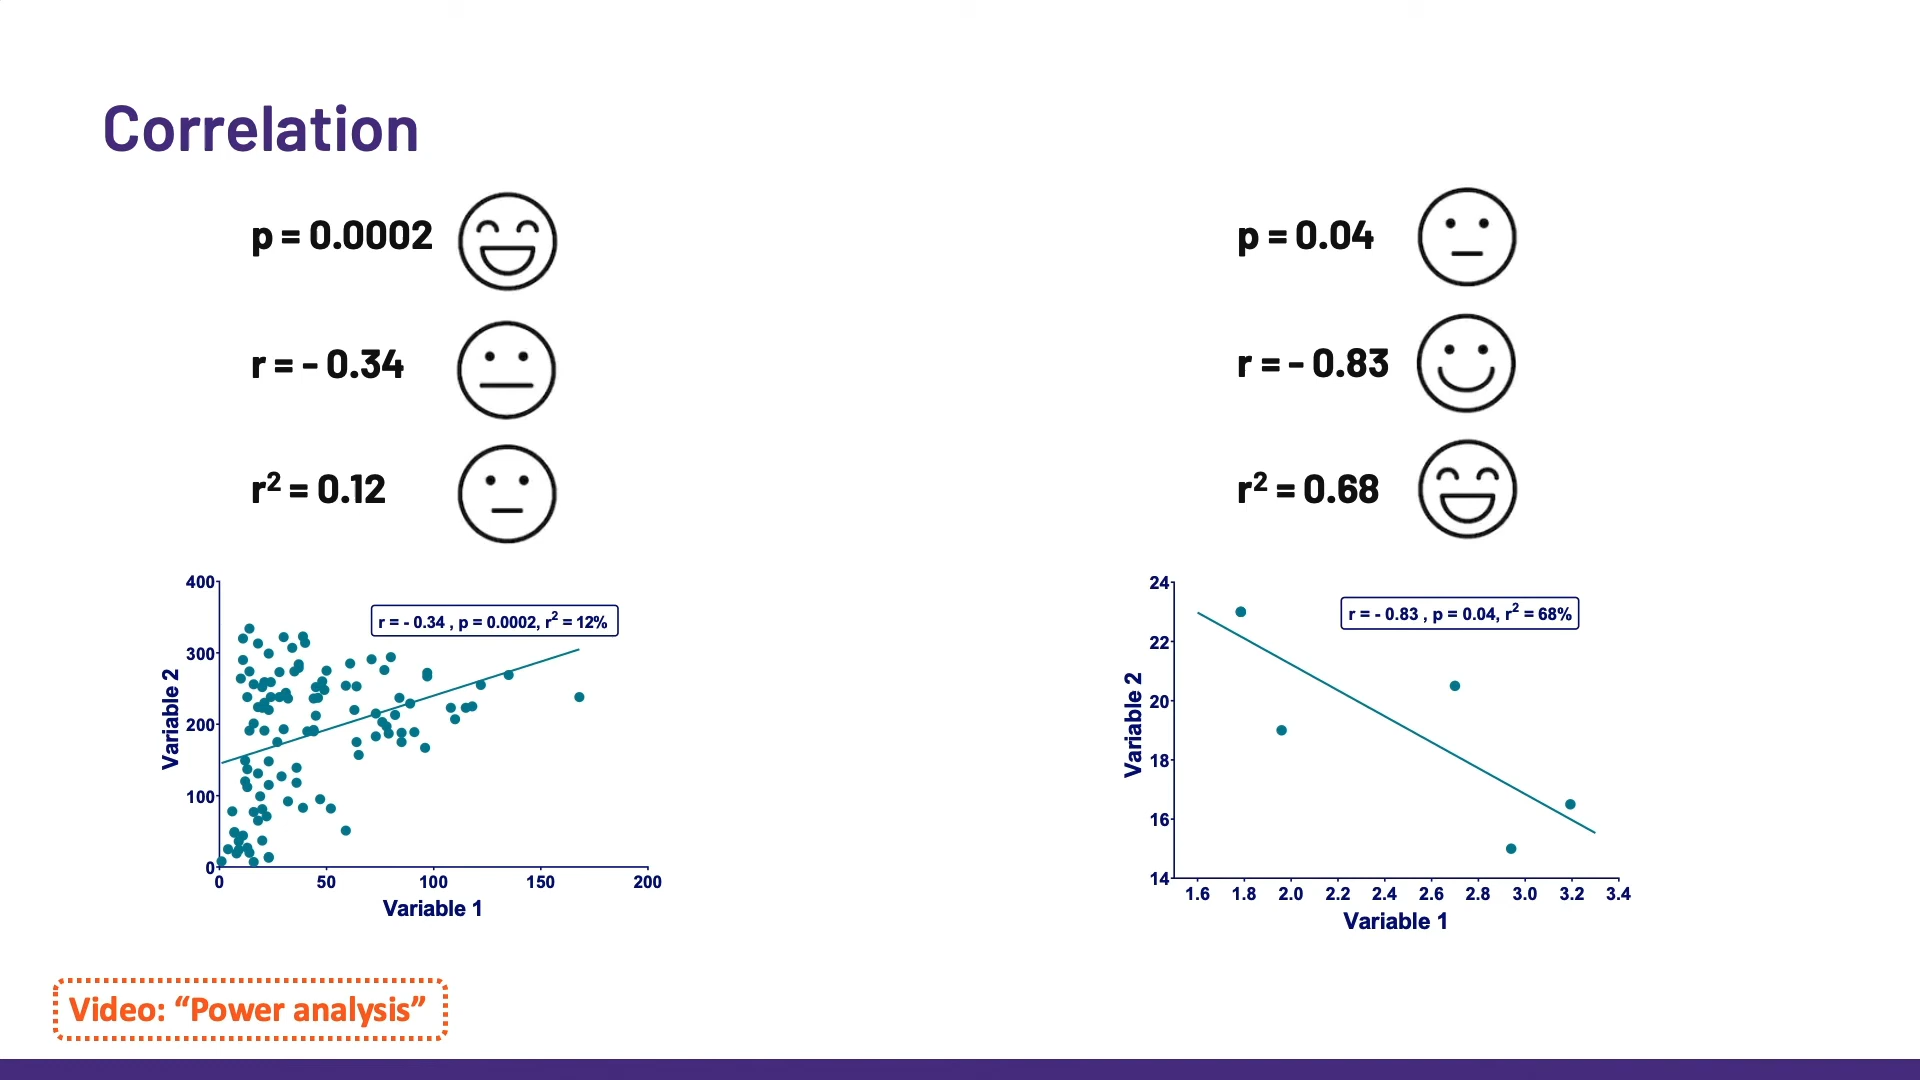 Correlation
p = 0.0002
r = - 0.34
r² = 0.12
400
300
200
100
0
r = - 0.34 , p = 0.0002, r² = 12%
Variable 2
0 50 100 150 200
Variable 1
p = 0.04
r = - 0.83
r² = 0.68
24
22
20
18
16
14
r = - 0.83 , p = 0.04, r² = 68%
Variable 2
1.6 1.8 2.0 2.2 2.4 2.6 2.8 3.0 3.2 3.4
Variable 1
Video: “Power analysis”